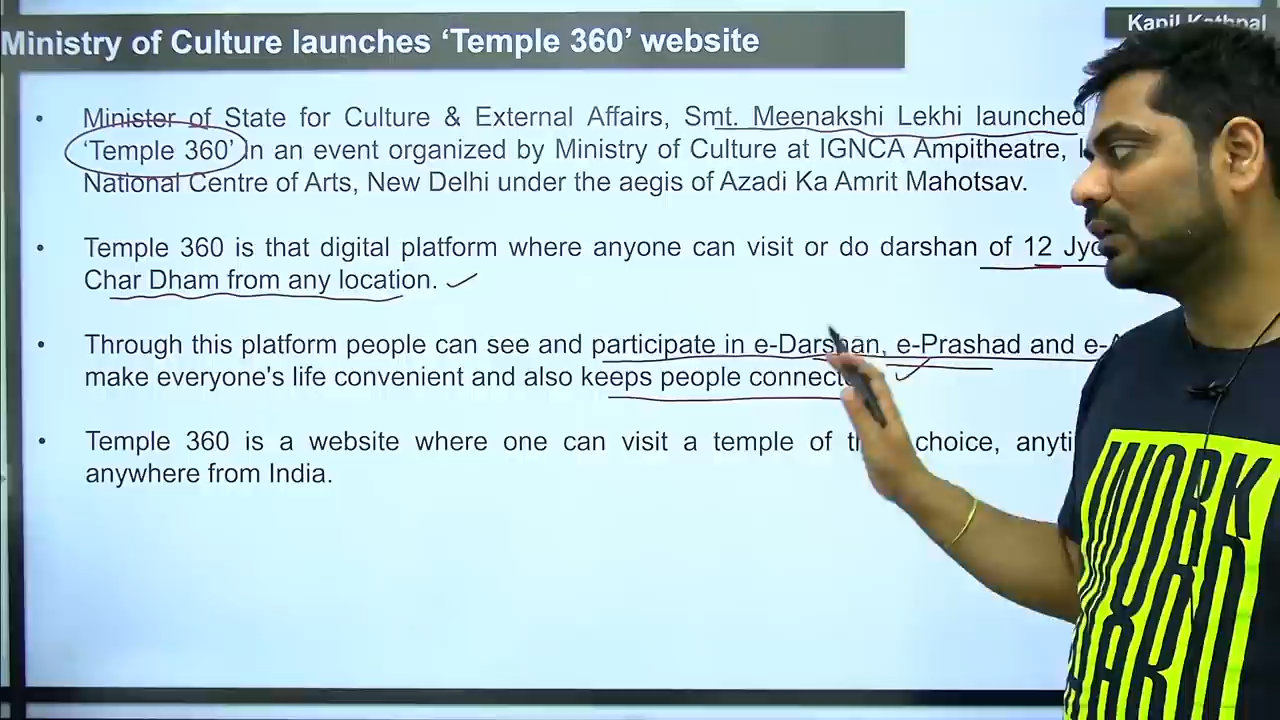 Ministry of Culture launches ‘Temple 360’ website
Kapil Kathpal
• Minister of State for Culture & External Affairs, Smt. Meenakshi Lekhi launched
‘Temple 360’ in an event organized by Ministry of Culture at IGNCA Ampitheatre,
National Centre of Arts, New Delhi under the aegis of Azadi Ka Amrit Mahotsav.
• Temple 360 is that digital platform where anyone can visit or do darshan of 12
Char Dham from any location.
• Through this platform people can see and participate in e-Darshan, e-Prashad and
make everyone's life convenient and also keeps people
• Temple 360 is a website where one can visit a temple of choice,
anywhere from India.
WORK
HARD